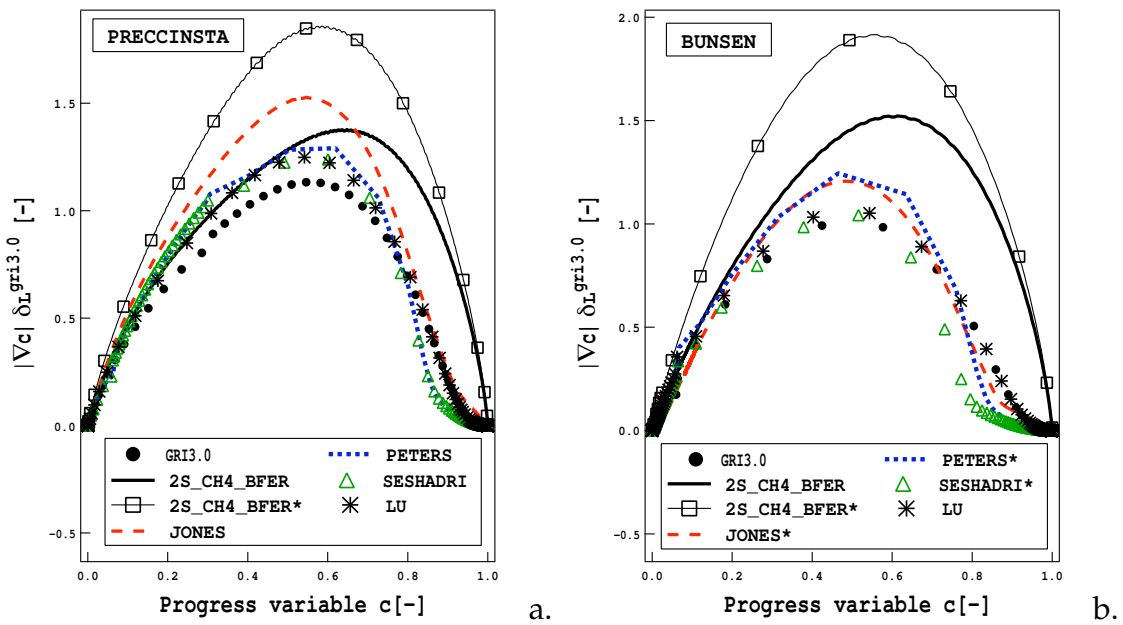 PRECCINSTA
|∇c| δL^gri3.0 [-]
1.5
1.0
0.5
0.0
-0.5
GRI3.0
2S_CH4_BFER
2S_CH4_BFER*
JONES
PETERS
SESHADRI
LU
0.0 0.2 0.4 0.6 0.8 1.0
Progress variable c[-]
a.
BUNSEN
|∇c| δL^gri3.0 [-]
2.0
1.5
1.0
0.5
0.0
-0.5
GRI3.0
2S_CH4_BFER
2S_CH4_BFER*
JONES*
PETERS*
SESHADRI*
LU
0.0 0.2 0.4 0.6 0.8 1.0
Progress variable c[-]
b.